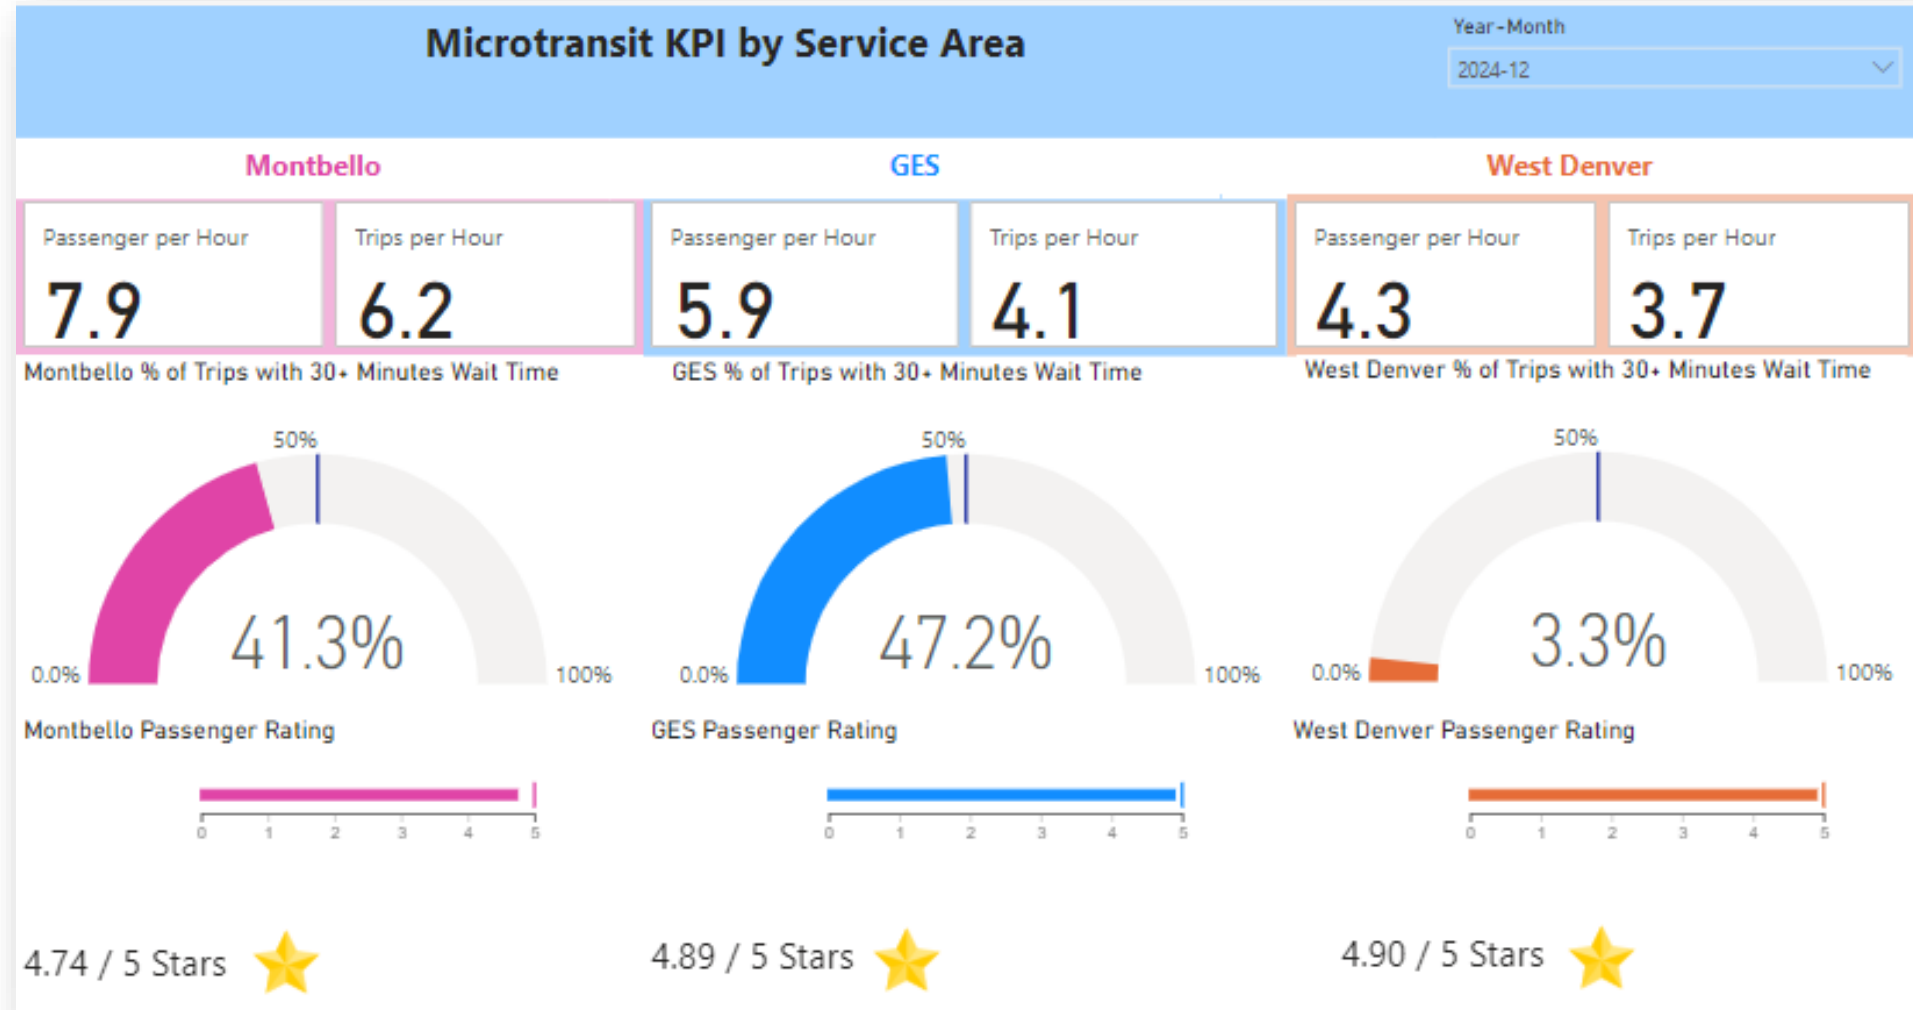 Microtransit KPI by Service Area
Year-Month
2024-12
Montbello
GES
West Denver
Passenger per Hour
Trips per Hour
Passenger per Hour
Trips per Hour
Passenger per Hour
Trips per Hour
7.9
6.2
5.9
4.1
4.3
3.7
Montbello % of Trips with 30+ Minutes Wait Time
GES % of Trips with 30+ Minutes Wait Time
West Denver % of Trips with 30+ Minutes Wait Time
50%
50%
50%
41.3%
47.2%
3.3%
0.0%
100%
0.0%
100%
0.0%
100%
Montbello Passenger Rating
GES Passenger Rating
West Denver Passenger Rating
0 1 2 3 4 5
0 1 2 3 4 5
0 1 2 3 4 5
4.74 / 5 Stars
4.89 / 5 Stars
4.90 / 5 Stars